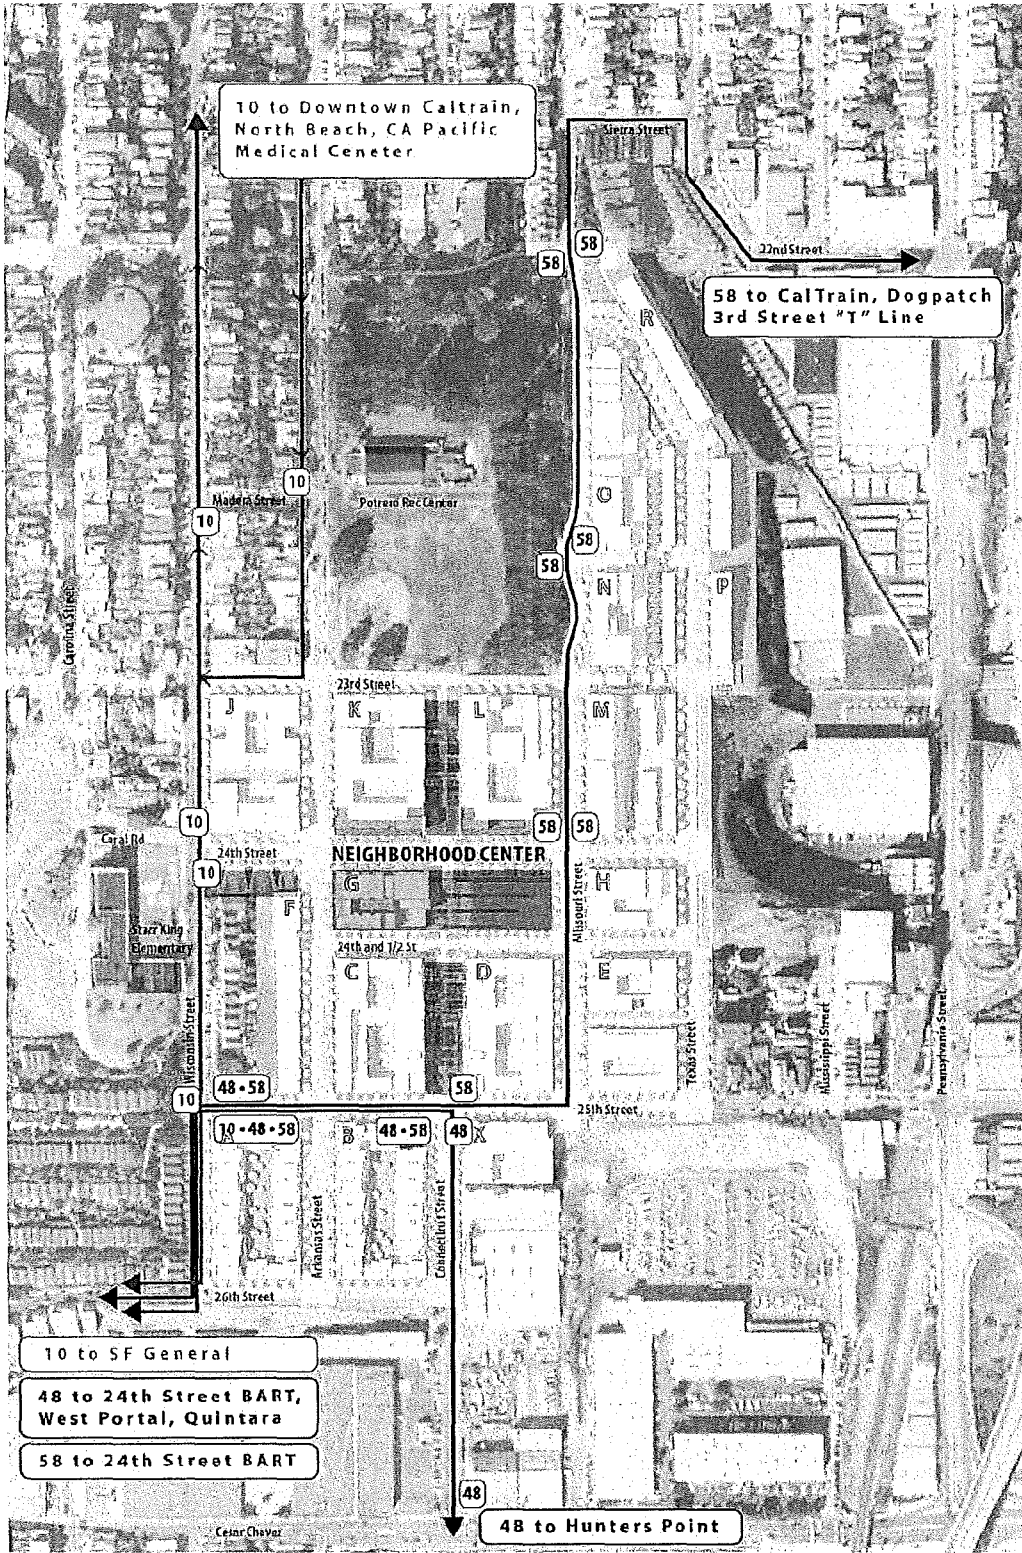 10 to Downtown Caltrain,
North Beach, CA Pacific
Medical Ceneter
Sierra Street
58
58
22nd Street
58 to CalTrain, Dogpatch
3rd Street "T" Line
R
10
Madera Street
Potrero Rec Center
O
10
58
58
N
P
Carolina Street
23rd Street
J
K
L
M
10
58
58
Coral Rd
24th Street
NEIGHBORHOOD CENTER
10
G
H
F
Missouri Street
Starr King
Elementary
24th and 1/2 St
C
D
E
Wisconsin Street
Texas Street
Mississippi Street
Pennsylvania Street
48 • 58
58
10
25th Street
10 • 48 • 58
A
B
48 • 58
48
X
Arkansas Street
Connecticut Street
26th Street
10 to SF General
48 to 24th Street BART,
West Portal, Quintara
58 to 24th Street BART
48
48 to Hunters Point
Cesar Chavez